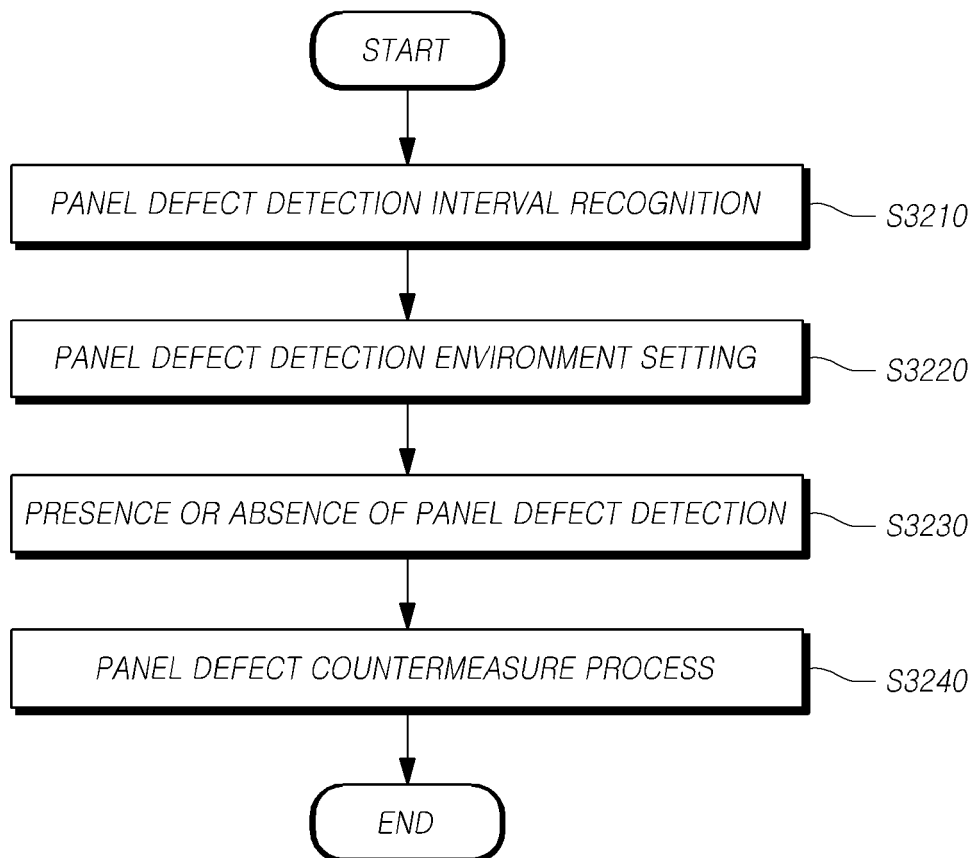 START
PANEL DEFECT DETECTION INTERVAL RECOGNITION
S3210
PANEL DEFECT DETECTION ENVIRONMENT SETTING
S3220
PRESENCE OR ABSENCE OF PANEL DEFECT DETECTION
S3230
PANEL DEFECT COUNTERMEASURE PROCESS
S3240
END